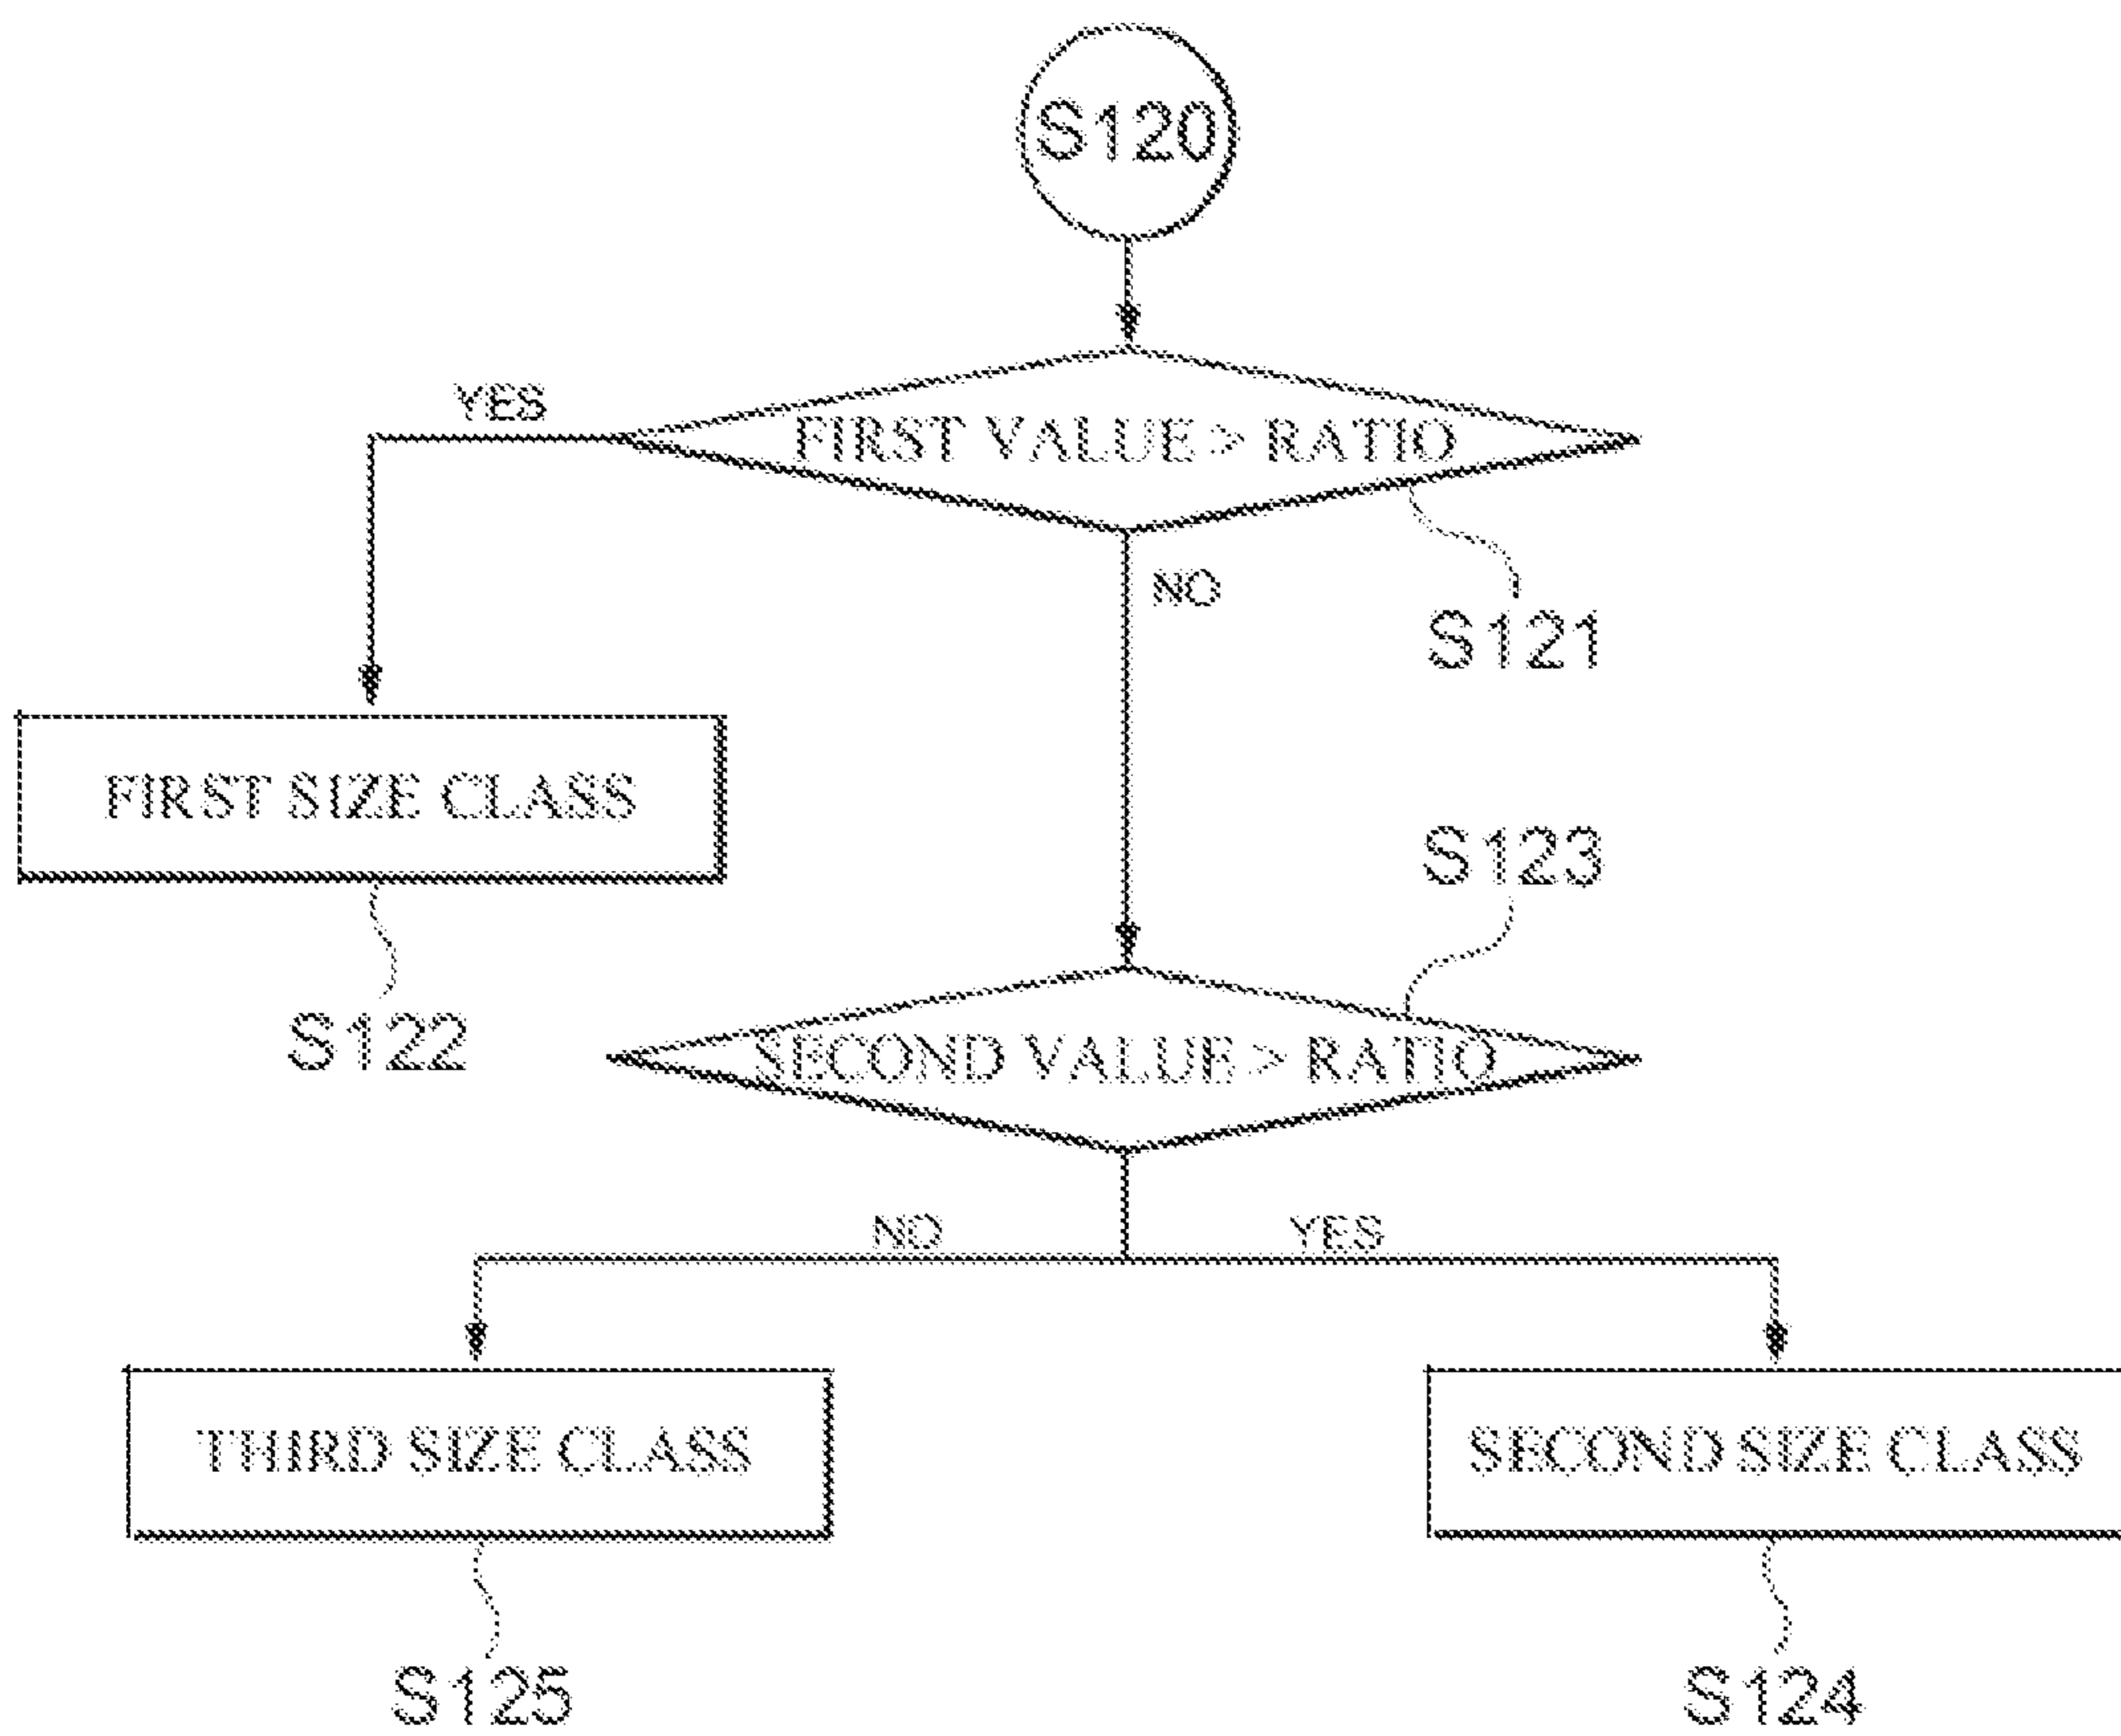 S120
YES
FIRST VALUE > RATIO
NO
S121
FIRST SIZE CLASS
S123
S122
SECOND VALUE > RATIO
NO
YES
THIRD SIZE CLASS
SECOND SIZE CLASS
S125
S124